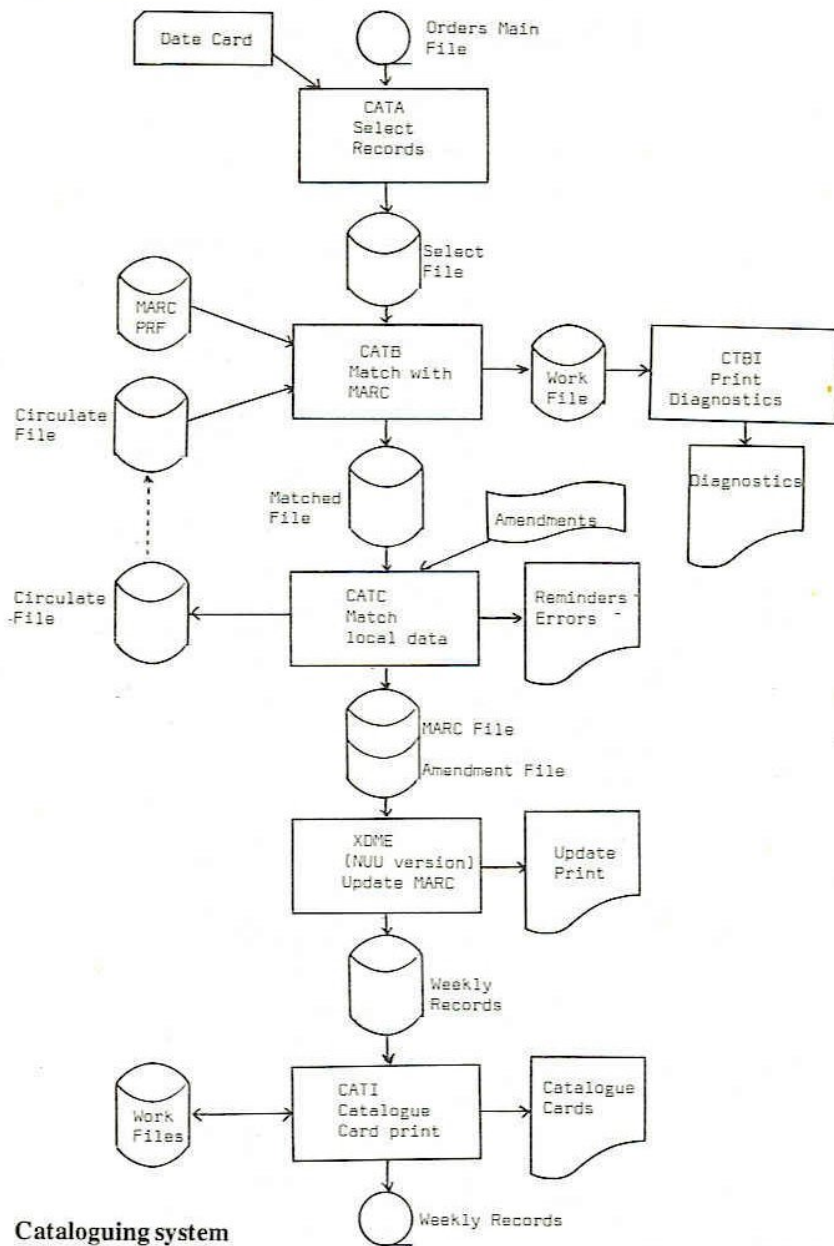 Date Card
Orders Main
File
CATA
Select
Records
Select
File
MARC
PRF
CATB
Match with
MARC
Work
File
CTBI
Print
Diagnostics
Circulate
File
Matched
File
Amendments
Diagnostics
Circulate
File
CATC
Match
local data
Reminders
Errors
MARC File
Amendment File
XDME
(NUU version)
Update MARC
Update
Print
Weekly
Records
Work
Files
CATI
Catalogue
Card print
Catalogue
Cards
Weekly Records
Cataloguing system